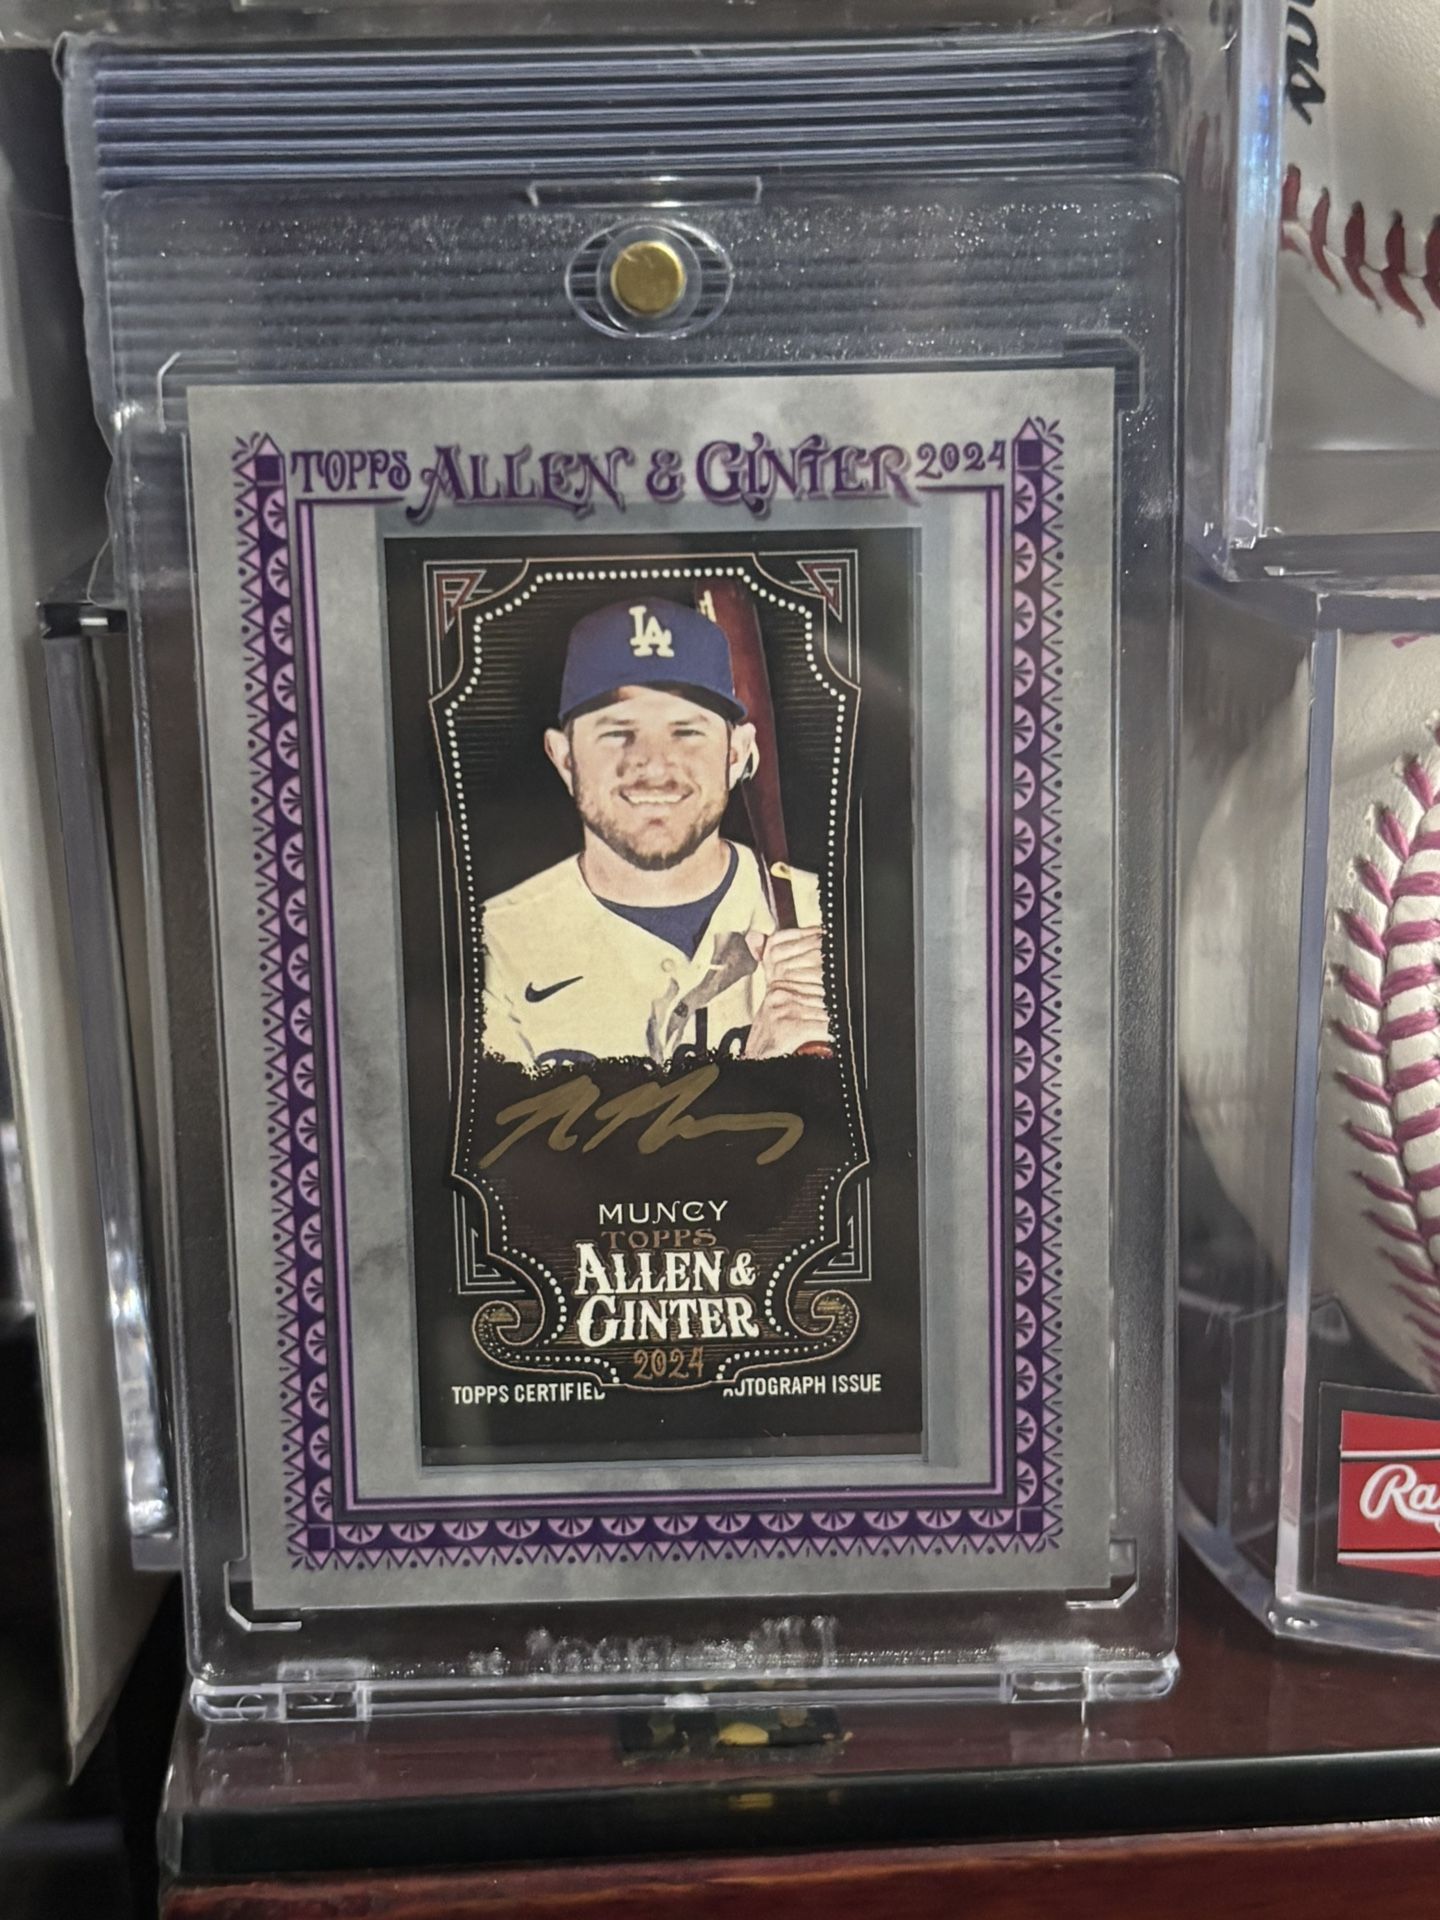 TOPPS ALLEN & GINTER 2024
LA
MUNCY
TOPPS
ALLEN &
GINTER
2024
TOPPS CERTIFIED AUTOGRAPH ISSUE